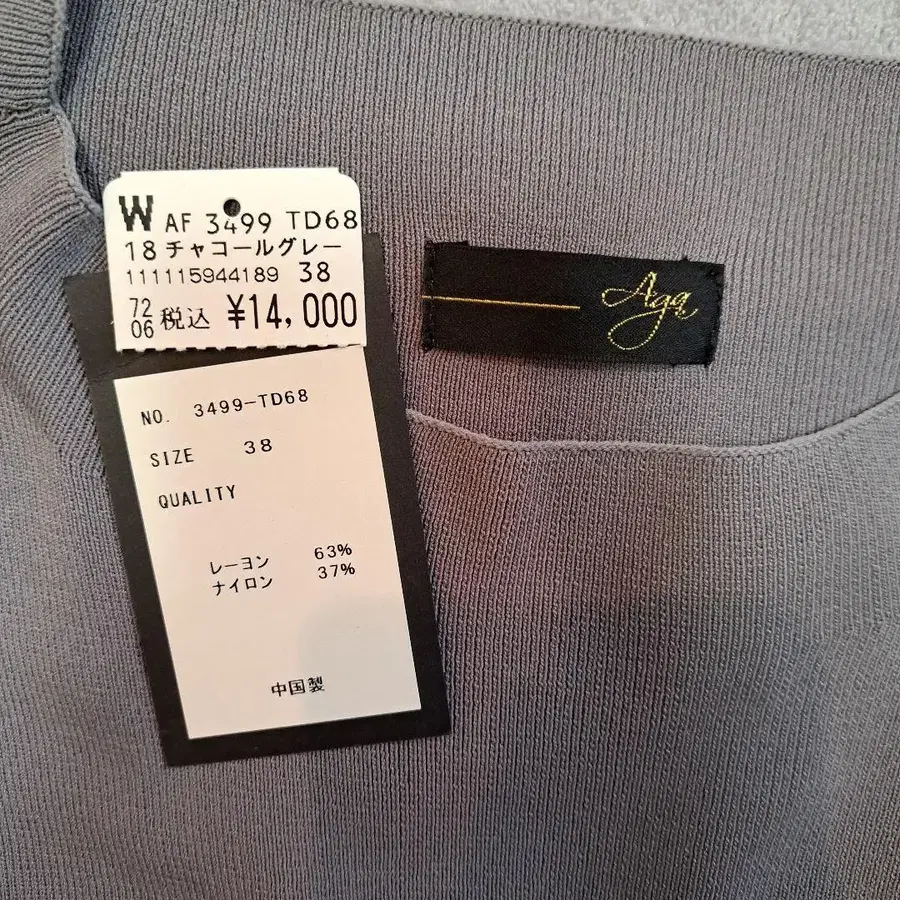 W AF 3499 TD68
18 チャコールグレー
111115944189 38
72
06 税込 ¥14,000
NO. 3499-TD68
SIZE 38
QUALITY
レーヨン 63%
ナイロン 37%
中国製
Aga